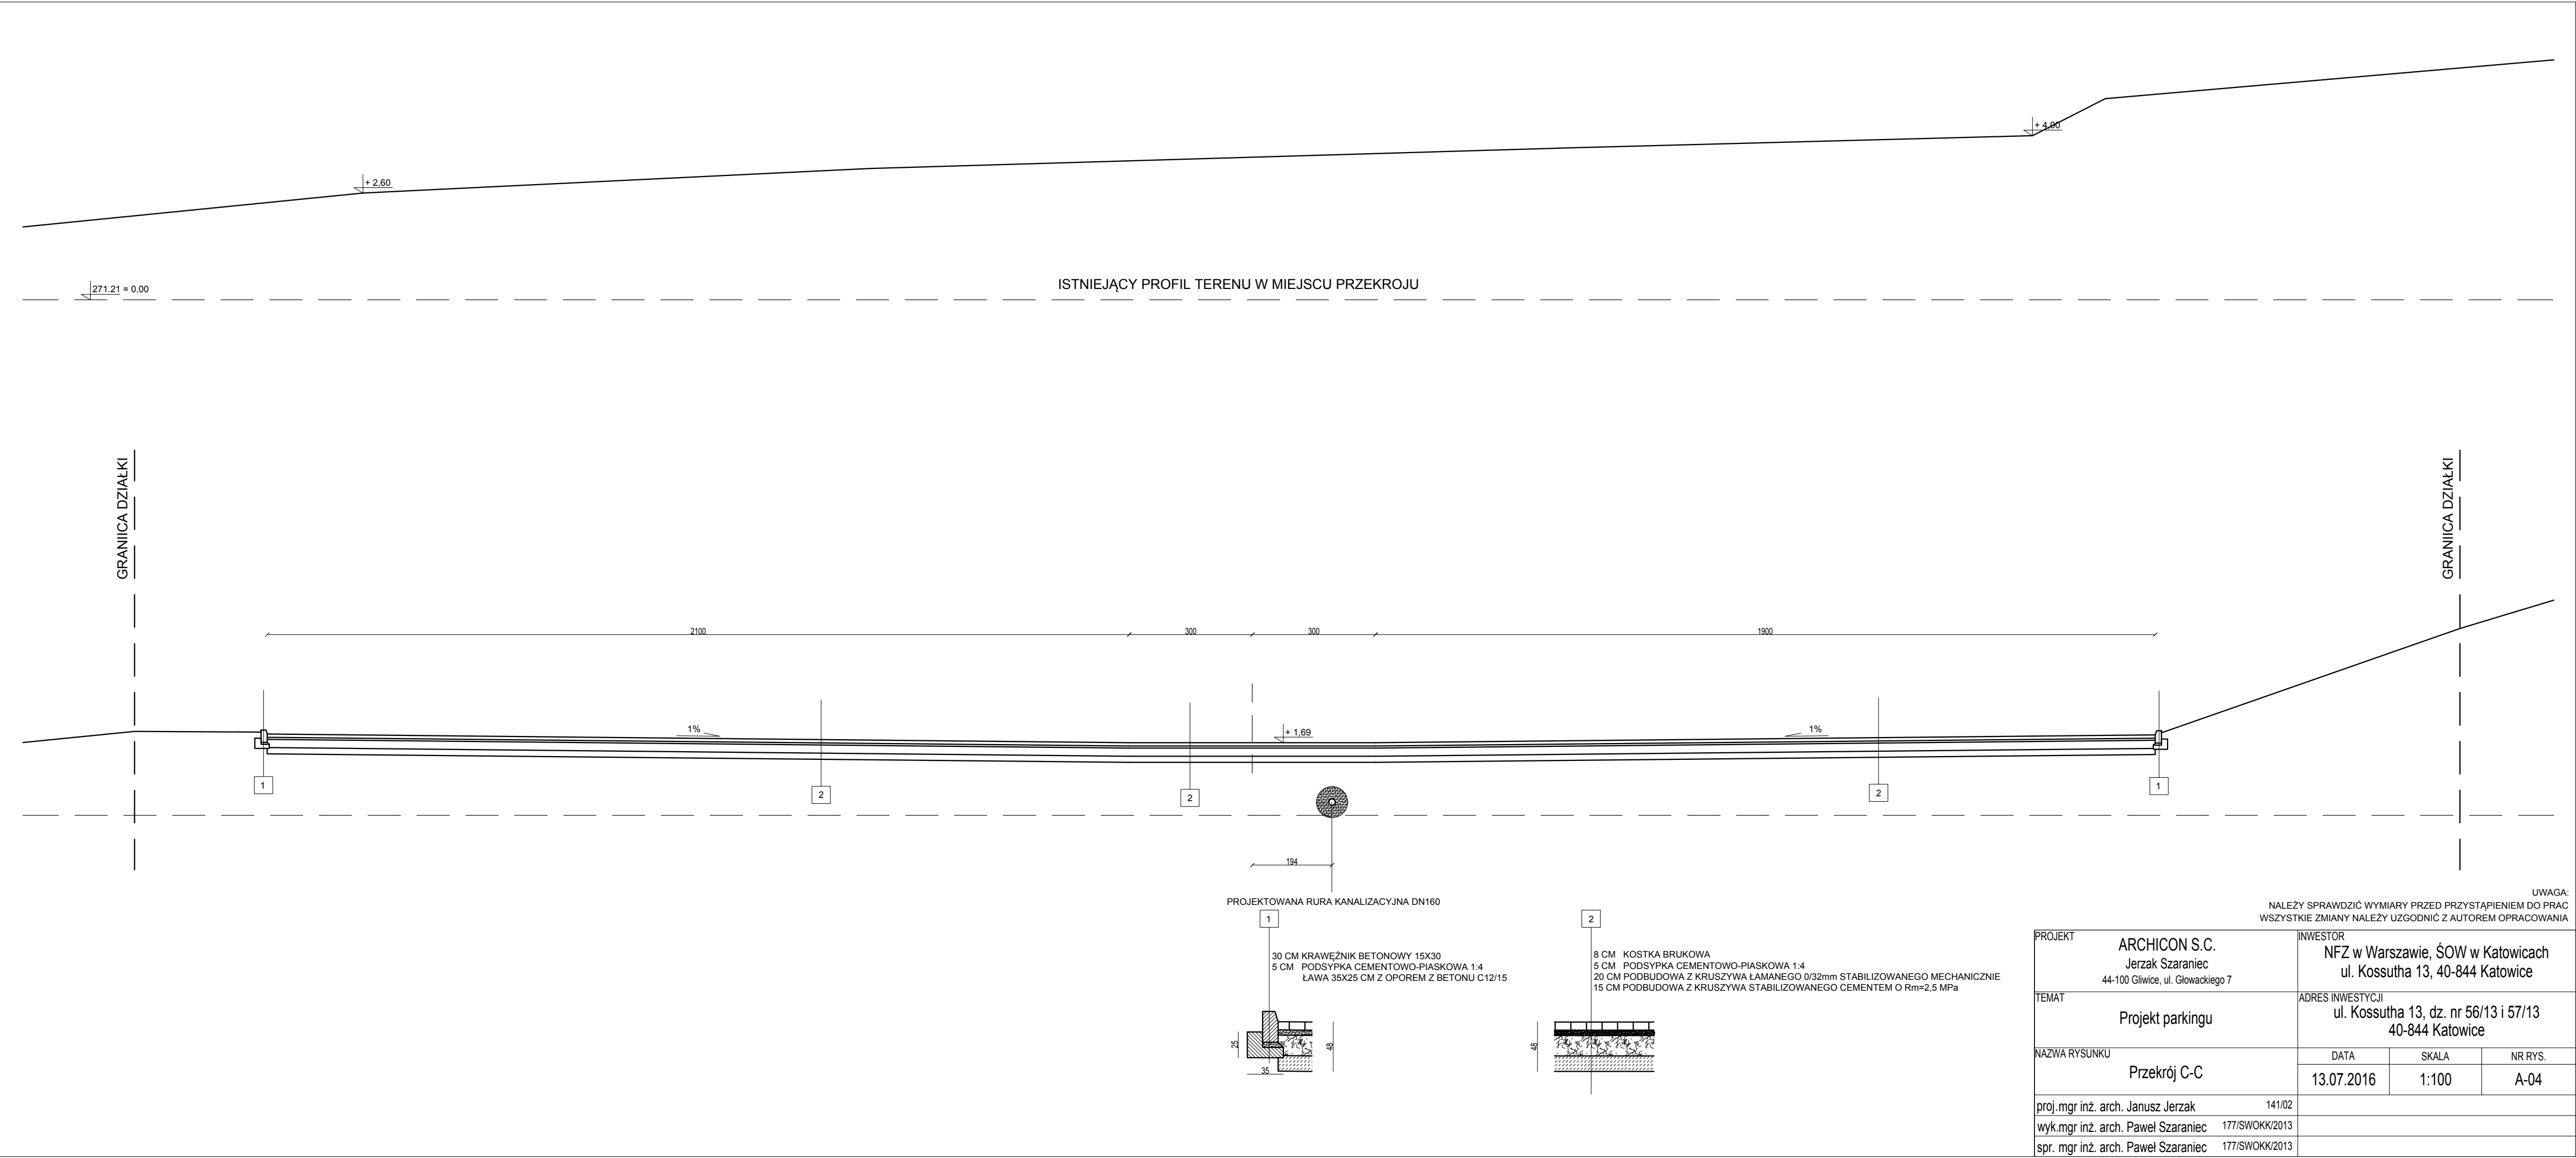 + 4,00
+ 2,60
271.21 = 0,00
ISTNIEJĄCY PROFIL TERENU W MIEJSCU PRZEKROJU
GRANIICA DZIAŁKI
GRANIICA DZIAŁKI
2100
300
300
1900
1%
+ 1,69
1%
1
2
2
2
1
194
PROJEKTOWANA RURA KANALIZACYJNA DN160
1
30 CM KRAWĘŻNIK BETONOWY 15X30
5 CM PODSYPKA CEMENTOWO-PIASKOWA 1:4
ŁAWA 35X25 CM Z OPOREM Z BETONU C12/15
25
35
48
2
8 CM KOSTKA BRUKOWA
5 CM PODSYPKA CEMENTOWO-PIASKOWA 1:4
20 CM PODBUDOWA Z KRUSZYWA ŁAMANEGO 0/32mm STABILIZOWANEGO MECHANICZNIE
15 CM PODBUDOWA Z KRUSZYWA STABILIZOWANEGO CEMENTEM O Rm=2,5 MPa
48
UWAGA:
NALEŻY SPRAWDZIĆ WYMIARY PRZED PRZYSTĄPIENIEM DO PRAC
WSZYSTKIE ZMIANY NALEŻY UZGODNIĆ Z AUTOREM OPRACOWANIA
PROJEKT
ARCHICON S.C.
Jerzak Szaraniec
44-100 Gliwice, ul. Głowackiego 7
INWESTOR
NFZ w Warszawie, ŚOW w Katowicach
ul. Kossutha 13, 40-844 Katowice
TEMAT
Projekt parkingu
ADRES INWESTYCJI
ul. Kossutha 13, dz. nr 56/13 i 57/13
40-844 Katowice
NAZWA RYSUNKU
Przekrój C-C
DATA
SKALA
NR RYS.
13.07.2016
1:100
A-04
proj.mgr inż. arch. Janusz Jerzak 141/02
wyk.mgr inż. arch. Paweł Szaraniec 177/SWOKK/2013
spr. mgr inż. arch. Paweł Szaraniec 177/SWOKK/2013